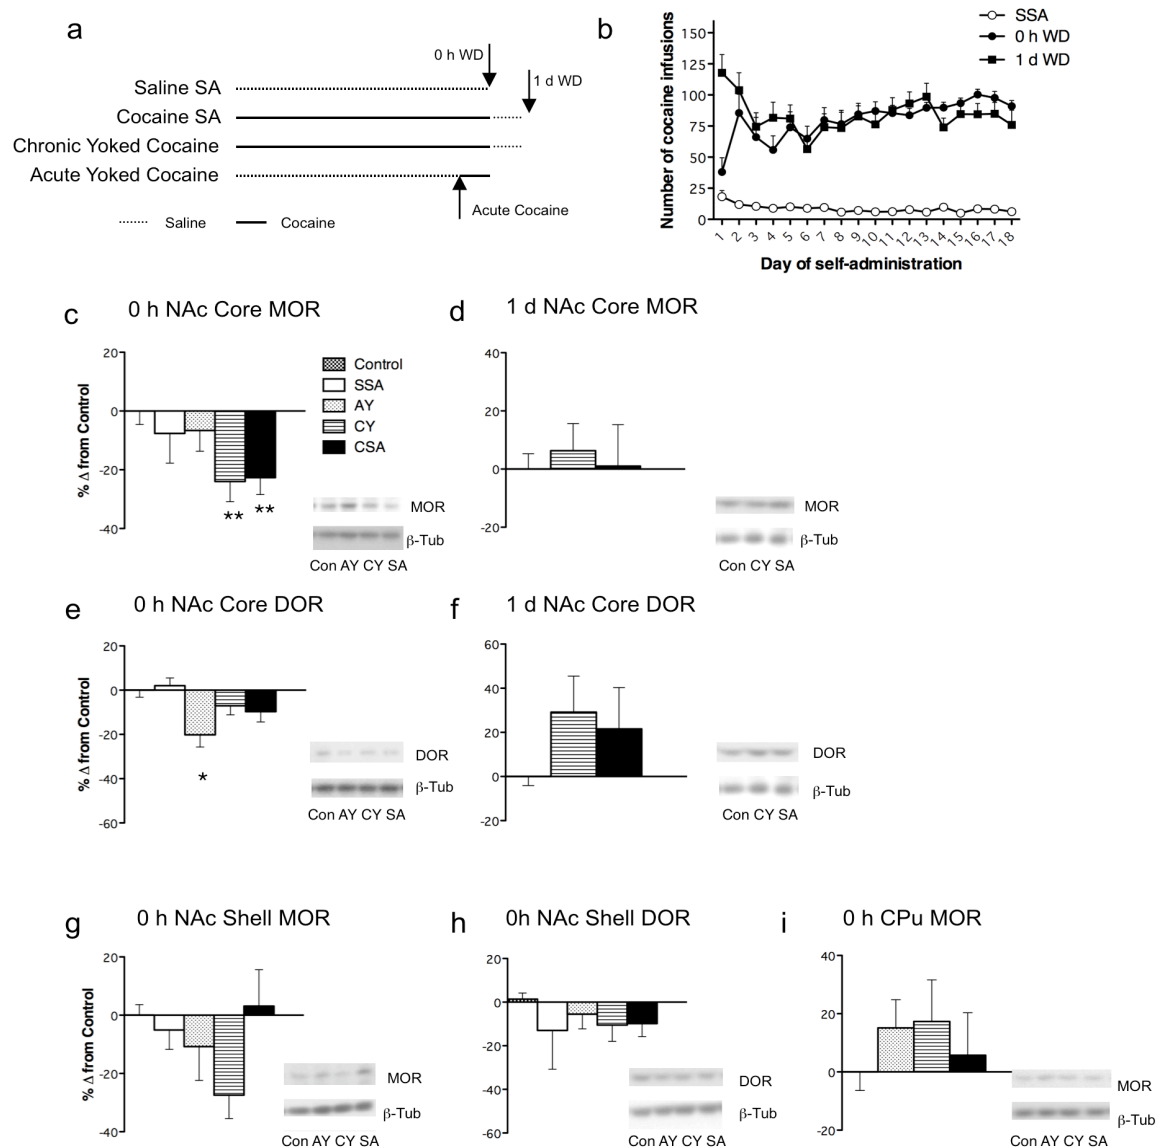 a
0 h WD
1 d WD
Saline SA
Cocaine SA
Chronic Yoked Cocaine
Acute Yoked Cocaine
Acute Cocaine
Saline
Cocaine
b
SSA
0 h WD
1 d WD
Number of cocaine infusions
150
125
100
75
50
25
0
1 2 3 4 5 6 7 8 9 10 11 12 13 14 15 16 17 18
Day of self-administration
c
0 h NAc Core MOR
% Δ from Control
20
0
-20
-40
** **
Control
SSA
AY
CY
CSA
MOR
β-Tub
Con AY CY SA
d
1 d NAc Core MOR
40
20
0
-20
MOR
β-Tub
Con CY SA
e
0 h NAc Core DOR
% Δ from Control
20
0
-20
-40
-60
*
DOR
β-Tub
Con AY CY SA
f
1 d NAc Core DOR
60
40
20
0
-20
DOR
β-Tub
Con CY SA
g
0 h NAc Shell MOR
% Δ from Control
20
0
-20
-40
MOR
β-Tub
Con AY CY SA
h
0h NAc Shell DOR
20
0
-20
-40
-60
DOR
β-Tub
Con AY CY SA
i
0 h CPu MOR
40
20
0
-20
MOR
β-Tub
Con AY CY SA